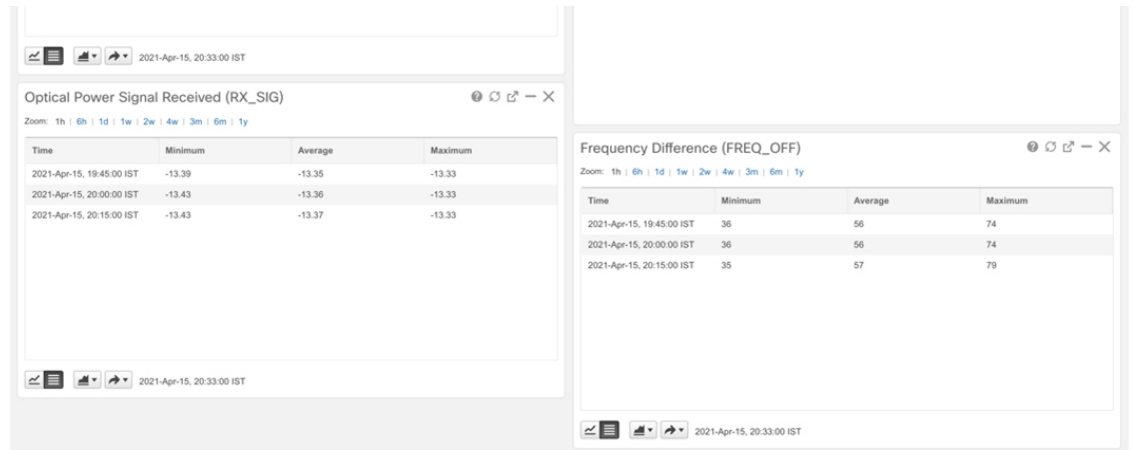 2021-Apr-15, 20:33:00 IST
Optical Power Signal Received (RX_SIG)
Zoom: 1h | 6h | 1d | 1w | 2w | 4w | 3m | 6m | 1y
Time Minimum Average Maximum
2021-Apr-15, 19:45:00 IST -13.39 -13.35 -13.33
2021-Apr-15, 20:00:00 IST -13.43 -13.36 -13.33
2021-Apr-15, 20:15:00 IST -13.43 -13.37 -13.33
2021-Apr-15, 20:33:00 IST
Frequency Difference (FREQ_OFF)
Zoom: 1h | 6h | 1d | 1w | 2w | 4w | 3m | 6m | 1y
Time Minimum Average Maximum
2021-Apr-15, 19:45:00 IST 36 56 74
2021-Apr-15, 20:00:00 IST 36 56 74
2021-Apr-15, 20:15:00 IST 35 57 79
2021-Apr-15, 20:33:00 IST